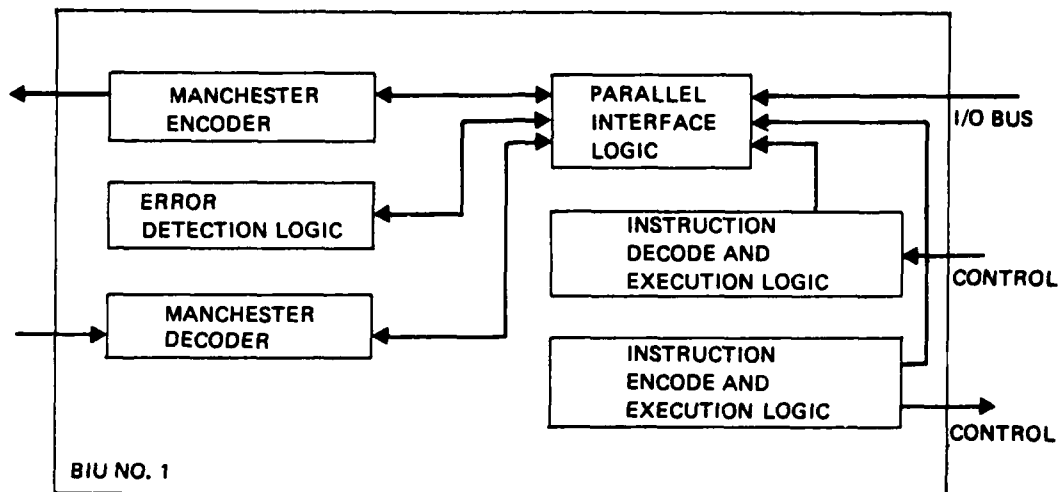 MANCHESTER
ENCODER
PARALLEL
INTERFACE
LOGIC
I/O BUS
ERROR
DETECTION LOGIC
INSTRUCTION
DECODE AND
EXECUTION LOGIC
CONTROL
MANCHESTER
DECODER
INSTRUCTION
ENCODE AND
EXECUTION LOGIC
CONTROL
BIU NO. 1